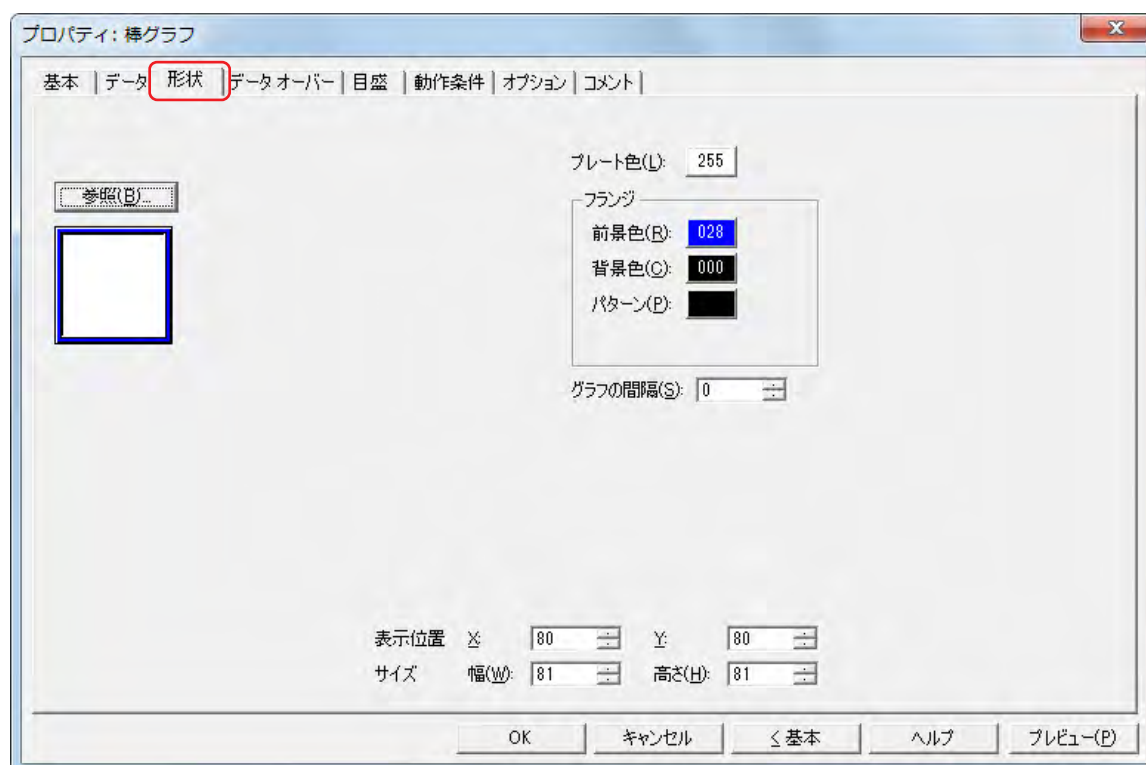 プロパティ: 棒グラフ
基本 データ 形状 データ オーバー 目盛 動作条件 オプション コメント
プレート色(L): 255
参照(B)...
フランジ
前景色(R): 028
背景色(C): 000
パターン(P):
グラフの間隔(S): 0
表示位置 X: 80 Y: 80
サイズ 幅(W): 81 高さ(H): 81
OK キャンセル < 基本 ヘルプ プレビュー(P)